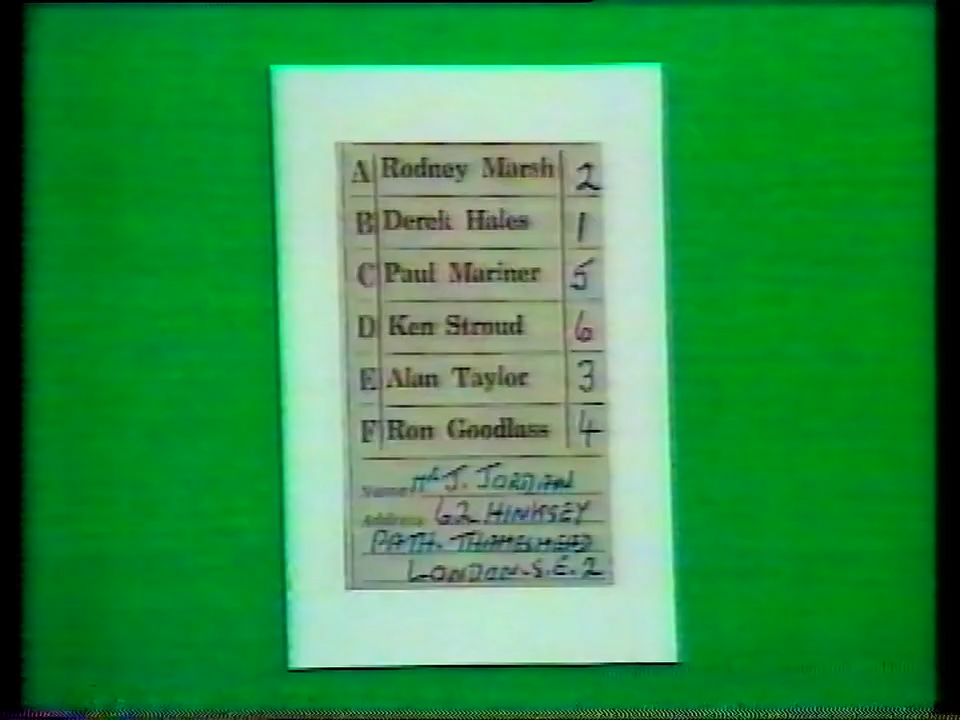 A Rodney Marsh 2
B Derek Hales 1
C Paul Mariner 5
D Ken Stroud 6
E Alan Taylor 3
F Ron Goodlass 4
Name Mr J. JORDAN
Address 62 HINKSEY
PATH. THAMESMEAD
LONDON. S.E.2